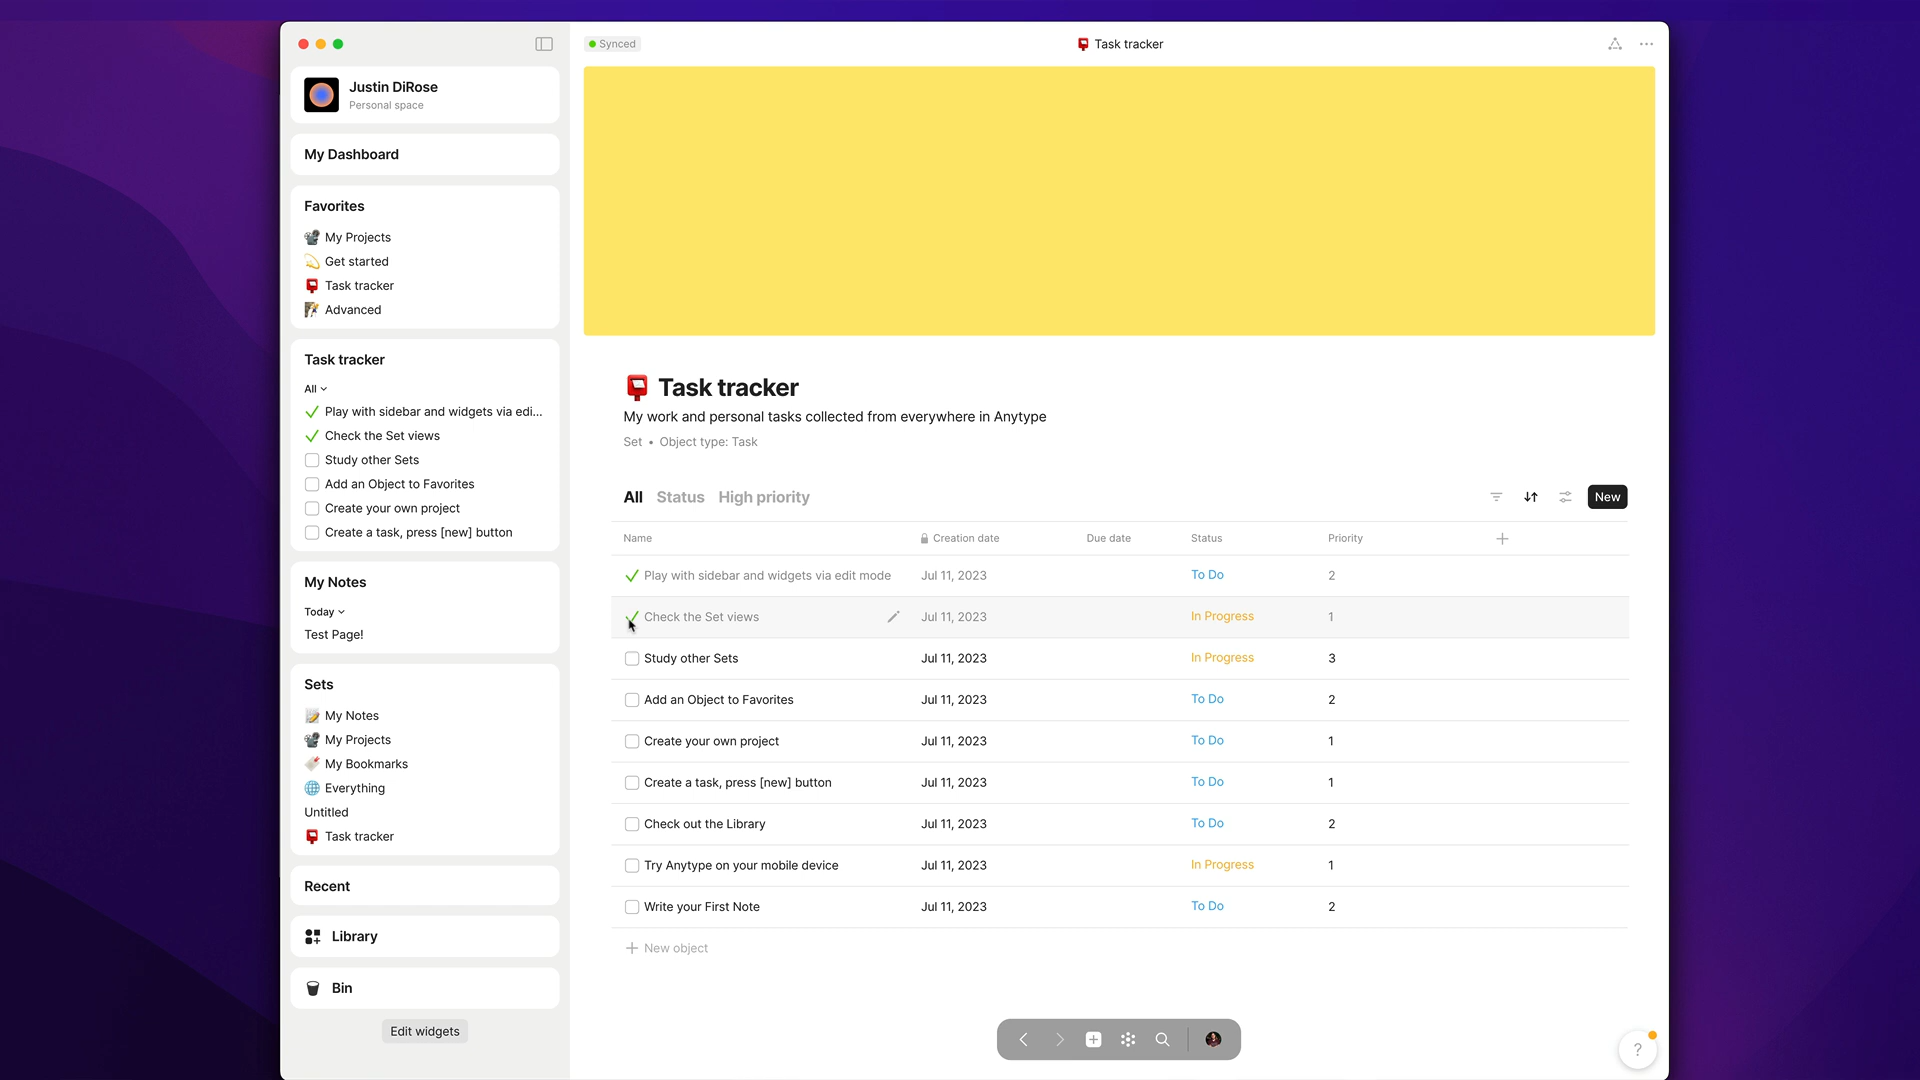 Synced
Task tracker
Justin DiRose
Personal space
My Dashboard
Favorites
My Projects
Get started
Task tracker
Advanced
Task tracker
All
Play with sidebar and widgets via edi...
Check the Set views
Study other Sets
Add an Object to Favorites
Create your own project
Create a task, press [new] button
My Notes
Today
Test Page!
Sets
My Notes
My Projects
My Bookmarks
Everything
Untitled
Task tracker
Recent
Library
Bin
Edit widgets
Task tracker
My work and personal tasks collected from everywhere in Anytype
Set • Object type: Task
All Status High priority
New
Name Creation date Due date Status Priority
Play with sidebar and widgets via edit mode Jul 11, 2023 To Do 2
Check the Set views Jul 11, 2023 In Progress 1
Study other Sets Jul 11, 2023 In Progress 3
Add an Object to Favorites Jul 11, 2023 To Do 2
Create your own project Jul 11, 2023 To Do 1
Create a task, press [new] button Jul 11, 2023 To Do 1
Check out the Library Jul 11, 2023 To Do 2
Try Anytype on your mobile device Jul 11, 2023 In Progress 1
Write your First Note Jul 11, 2023 To Do 2
New object
?